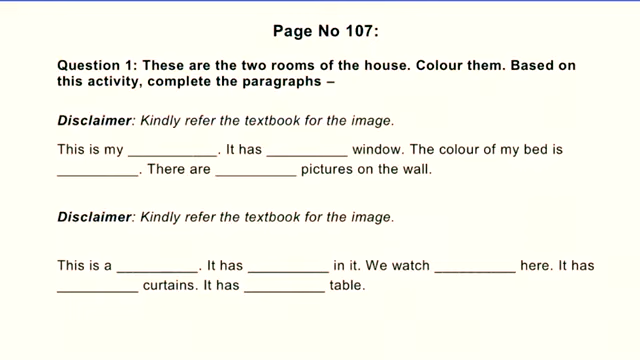 Page No 107:
Question 1: These are the two rooms of the house. Colour them. Based on
this activity, complete the paragraphs –
Disclaimer: Kindly refer the textbook for the image.
This is my ___________. It has __________ window. The colour of my bed is
__________. There are __________ pictures on the wall.
Disclaimer: Kindly refer the textbook for the image.
This is a __________. It has __________ in it. We watch __________ here. It has
__________ curtains. It has __________ table.